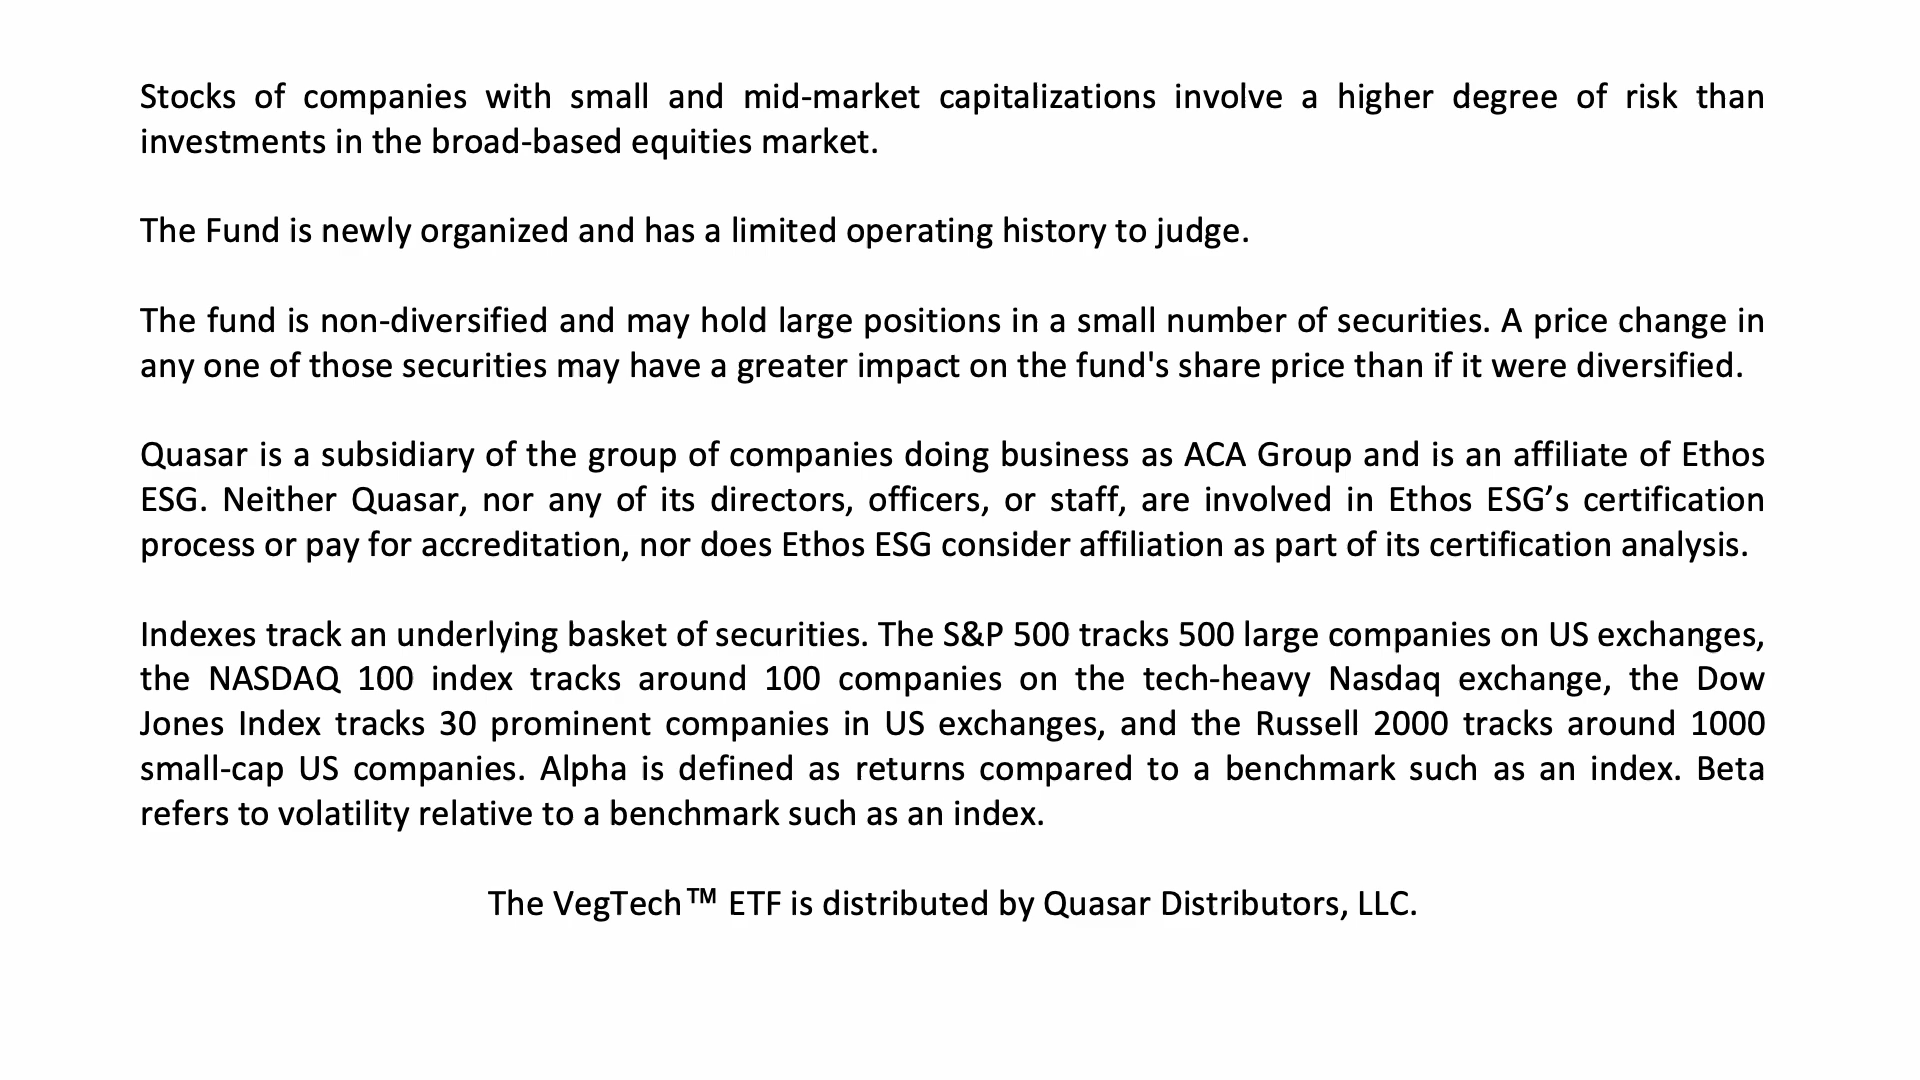 Stocks of companies with small and mid-market capitalizations involve a higher degree of risk than
investments in the broad-based equities market.
The Fund is newly organized and has a limited operating history to judge.
The fund is non-diversified and may hold large positions in a small number of securities. A price change in
any one of those securities may have a greater impact on the fund's share price than if it were diversified.
Quasar is a subsidiary of the group of companies doing business as ACA Group and is an affiliate of Ethos
ESG. Neither Quasar, nor any of its directors, officers, or staff, are involved in Ethos ESG’s certification
process or pay for accreditation, nor does Ethos ESG consider affiliation as part of its certification analysis.
Indexes track an underlying basket of securities. The S&P 500 tracks 500 large companies on US exchanges,
the NASDAQ 100 index tracks around 100 companies on the tech-heavy Nasdaq exchange, the Dow
Jones Index tracks 30 prominent companies in US exchanges, and the Russell 2000 tracks around 1000
small-cap US companies. Alpha is defined as returns compared to a benchmark such as an index. Beta
refers to volatility relative to a benchmark such as an index.
The VegTech™ ETF is distributed by Quasar Distributors, LLC.